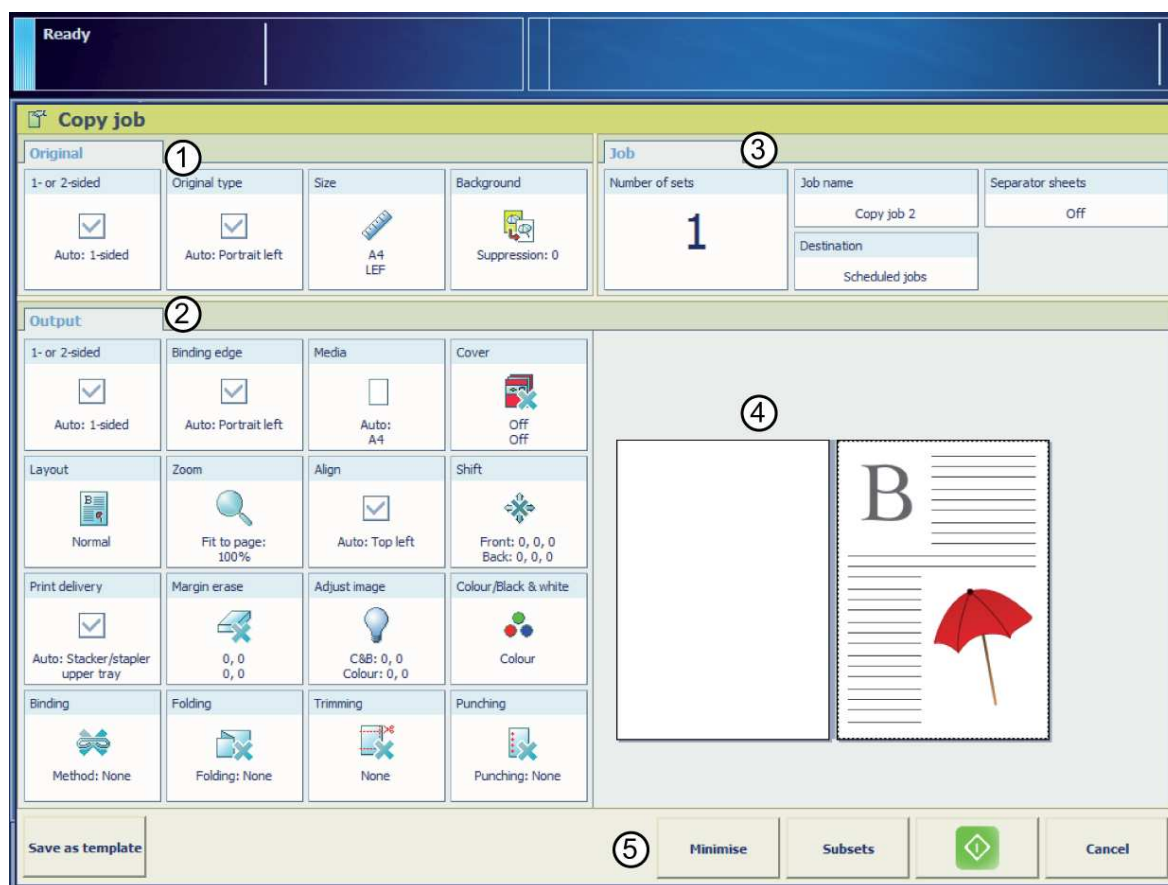 Ready
Copy job
Original
1
1- or 2-sided
Auto: 1-sided
Original type
Auto: Portrait left
Size
A4
LEF
Background
Suppression: 0
Job
3
Number of sets
1
Job name
Copy job 2
Separator sheets
Off
Destination
Scheduled jobs
Output
2
1- or 2-sided
Auto: 1-sided
Binding edge
Auto: Portrait left
Media
Auto:
A4
Cover
Off
Off
Layout
Normal
Zoom
Fit to page:
100%
Align
Auto: Top left
Shift
Front: 0, 0, 0
Back: 0, 0, 0
Print delivery
Auto: Stacker/stapler
upper tray
Margin erase
0, 0
0, 0
Adjust image
C&B: 0, 0
Colour: 0, 0
Colour/Black & white
Colour
Binding
Method: None
Folding
Folding: None
Trimming
None
Punching
Punching: None
4
B
Save as template
5
Minimise
Subsets
Cancel